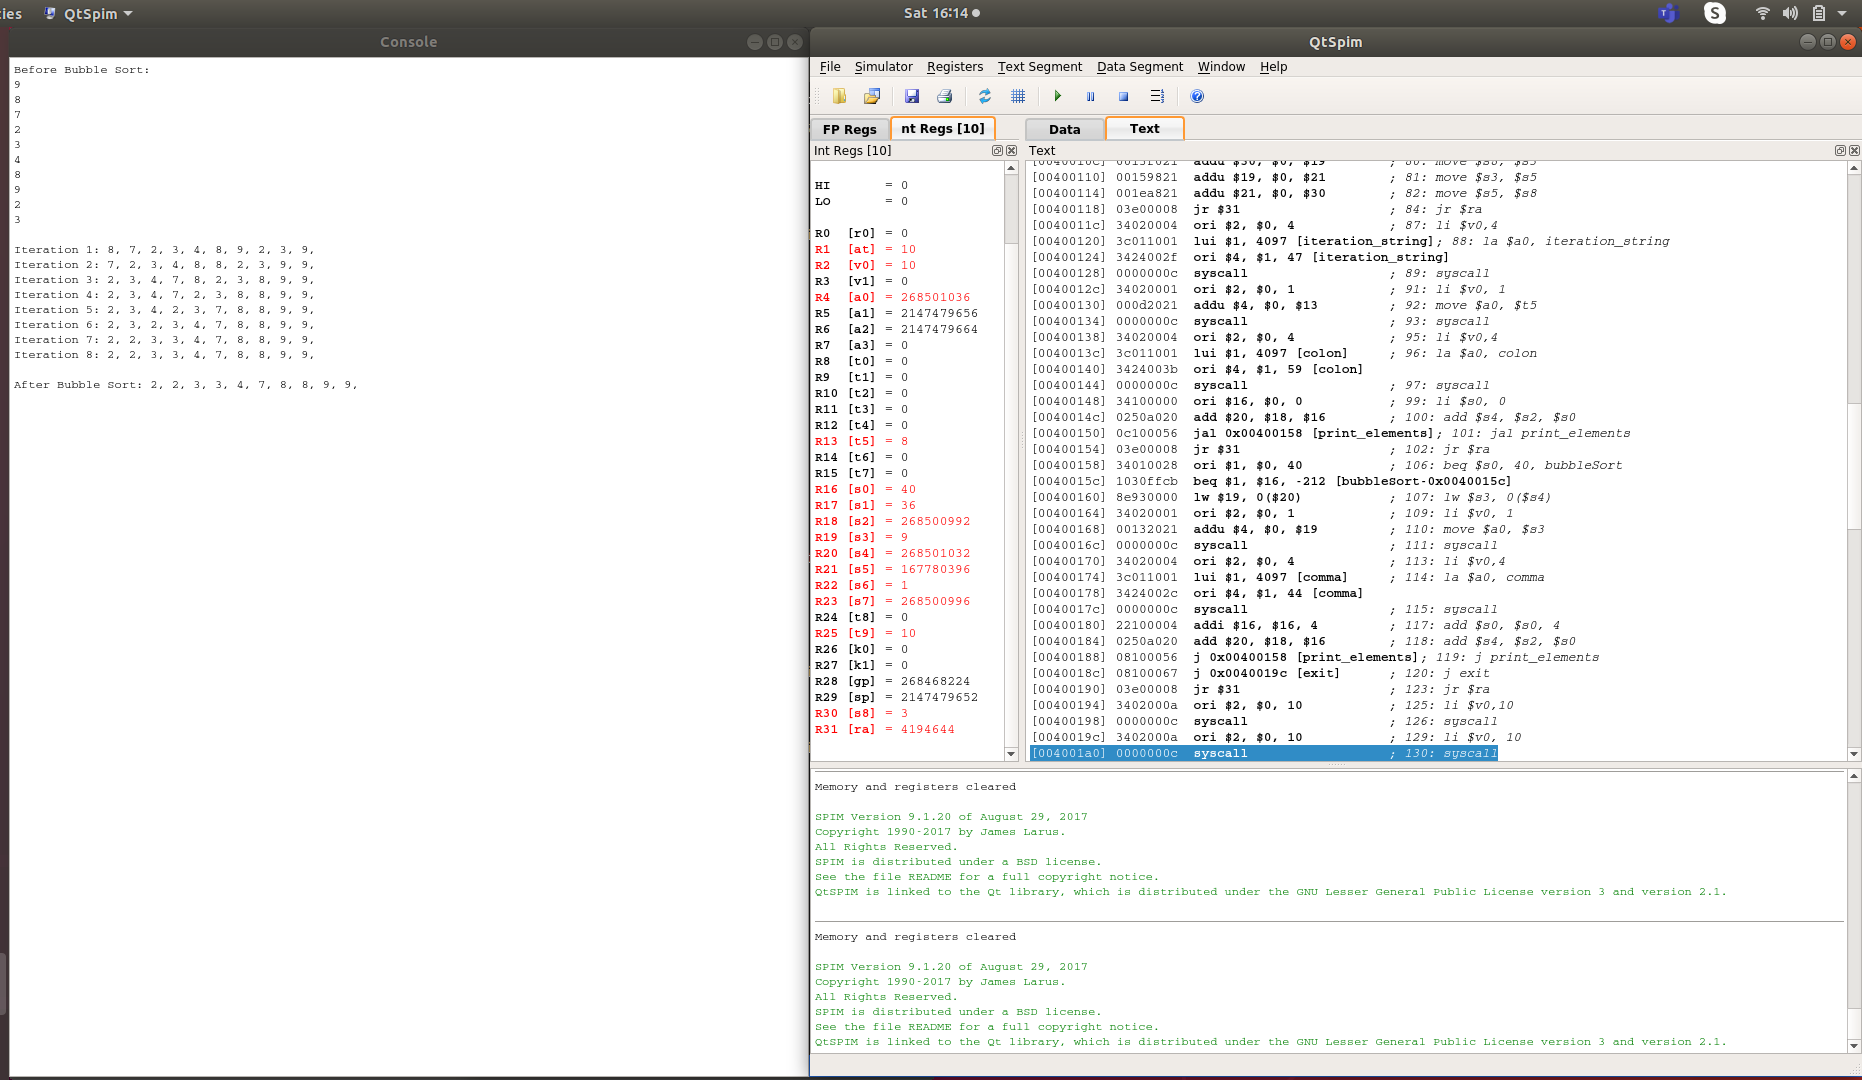 ies QtSpim Sat 16:14
Console
Before Bubble Sort:
9
8
7
2
3
4
8
9
2
3
Iteration 1: 8, 7, 2, 3, 4, 8, 9, 2, 3, 9,
Iteration 2: 7, 2, 3, 4, 8, 8, 2, 3, 9, 9,
Iteration 3: 2, 3, 4, 7, 8, 2, 3, 8, 9, 9,
Iteration 4: 2, 3, 4, 7, 2, 3, 8, 8, 9, 9,
Iteration 5: 2, 3, 4, 2, 3, 7, 8, 8, 9, 9,
Iteration 6: 2, 3, 2, 3, 4, 7, 8, 8, 9, 9,
Iteration 7: 2, 2, 3, 3, 4, 7, 8, 8, 9, 9,
Iteration 8: 2, 2, 3, 3, 4, 7, 8, 8, 9, 9,
After Bubble Sort: 2, 2, 3, 3, 4, 7, 8, 8, 9, 9,
QtSpim
File Simulator Registers Text Segment Data Segment Window Help
FP Regs nt Regs [10]
Int Regs [10]
HI = 0
LO = 0
R0 [r0] = 0
R1 [at] = 10
R2 [v0] = 10
R3 [v1] = 0
R4 [a0] = 268501036
R5 [a1] = 2147479656
R6 [a2] = 2147479664
R7 [a3] = 0
R8 [t0] = 0
R9 [t1] = 0
R10 [t2] = 0
R11 [t3] = 0
R12 [t4] = 0
R13 [t5] = 8
R14 [t6] = 0
R15 [t7] = 0
R16 [s0] = 40
R17 [s1] = 36
R18 [s2] = 268500992
R19 [s3] = 9
R20 [s4] = 268501032
R21 [s5] = 167780396
R22 [s6] = 1
R23 [s7] = 268500996
R24 [t8] = 0
R25 [t9] = 10
R26 [k0] = 0
R27 [k1] = 0
R28 [gp] = 268468224
R29 [sp] = 2147479652
R30 [s8] = 3
R31 [ra] = 4194644
Data Text
Text
[0040010c] 0013f021 addu $30, $0, $19 ; 80: move $s8, $s3
[00400110] 00159821 addu $19, $0, $21 ; 81: move $s3, $s5
[00400114] 001ea821 addu $21, $0, $30 ; 82: move $s5, $s8
[00400118] 03e00008 jr $31 ; 84: jr $ra
[0040011c] 34020004 ori $2, $0, 4 ; 87: li $v0,4
[00400120] 3c011001 lui $1, 4097 [iteration_string]; 88: la $a0, iteration_string
[00400124] 3424002f ori $4, $1, 47 [iteration_string]
[00400128] 0000000c syscall ; 89: syscall
[0040012c] 34020001 ori $2, $0, 1 ; 91: li $v0, 1
[00400130] 000d2021 addu $4, $0, $13 ; 92: move $a0, $t5
[00400134] 0000000c syscall ; 93: syscall
[00400138] 34020004 ori $2, $0, 4 ; 95: li $v0,4
[0040013c] 3c011001 lui $1, 4097 [colon] ; 96: la $a0, colon
[00400140] 3424003b ori $4, $1, 59 [colon]
[00400144] 0000000c syscall ; 97: syscall
[00400148] 34100000 ori $16, $0, 0 ; 99: li $s0, 0
[0040014c] 0250a020 add $20, $18, $16 ; 100: add $s4, $s2, $s0
[00400150] 0c100056 jal 0x00400158 [print_elements]; 101: jal print_elements
[00400154] 03e00008 jr $31 ; 102: jr $ra
[00400158] 34010028 ori $1, $0, 40 ; 106: beq $s0, 40, bubbleSort
[0040015c] 1030ffcb beq $1, $16, -212 [bubbleSort-0x0040015c]
[00400160] 8e930000 lw $19, 0($20) ; 107: lw $s3, 0($s4)
[00400164] 34020001 ori $2, $0, 1 ; 109: li $v0, 1
[00400168] 00132021 addu $4, $0, $19 ; 110: move $a0, $s3
[0040016c] 0000000c syscall ; 111: syscall
[00400170] 34020004 ori $2, $0, 4 ; 113: li $v0,4
[00400174] 3c011001 lui $1, 4097 [comma] ; 114: la $a0, comma
[00400178] 3424002c ori $4, $1, 44 [comma]
[0040017c] 0000000c syscall ; 115: syscall
[00400180] 22100004 addi $16, $16, 4 ; 117: add $s0, $s0, 4
[00400184] 0250a020 add $20, $18, $16 ; 118: add $s4, $s2, $s0
[00400188] 08100056 j 0x00400158 [print_elements]; 119: j print_elements
[0040018c] 08100067 j 0x0040019c [exit] ; 120: j exit
[00400190] 03e00008 jr $31 ; 123: jr $ra
[00400194] 3402000a ori $2, $0, 10 ; 125: li $v0,10
[00400198] 0000000c syscall ; 126: syscall
[0040019c] 3402000a ori $2, $0, 10 ; 129: li $v0, 10
[004001a0] 0000000c syscall ; 130: syscall
Memory and registers cleared
SPIM Version 9.1.20 of August 29, 2017
Copyright 1990-2017 by James Larus.
All Rights Reserved.
SPIM is distributed under a BSD license.
See the file README for a full copyright notice.
QtSPIM is linked to the Qt library, which is distributed under the GNU Lesser General Public License version 3 and version 2.1.
Memory and registers cleared
SPIM Version 9.1.20 of August 29, 2017
Copyright 1990-2017 by James Larus.
All Rights Reserved.
SPIM is distributed under a BSD license.
See the file README for a full copyright notice.
QtSPIM is linked to the Qt library, which is distributed under the GNU Lesser General Public License version 3 and version 2.1.